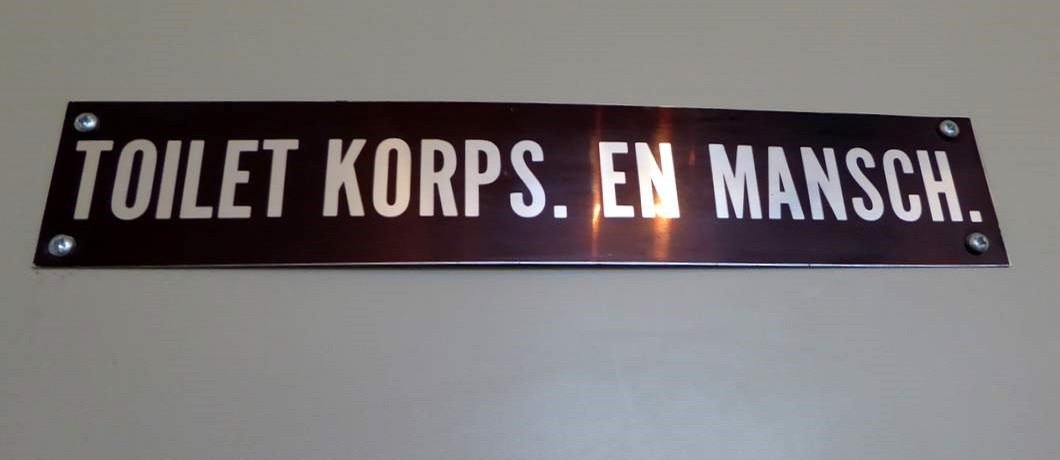 TOILET KORPS. EN MANSCH.